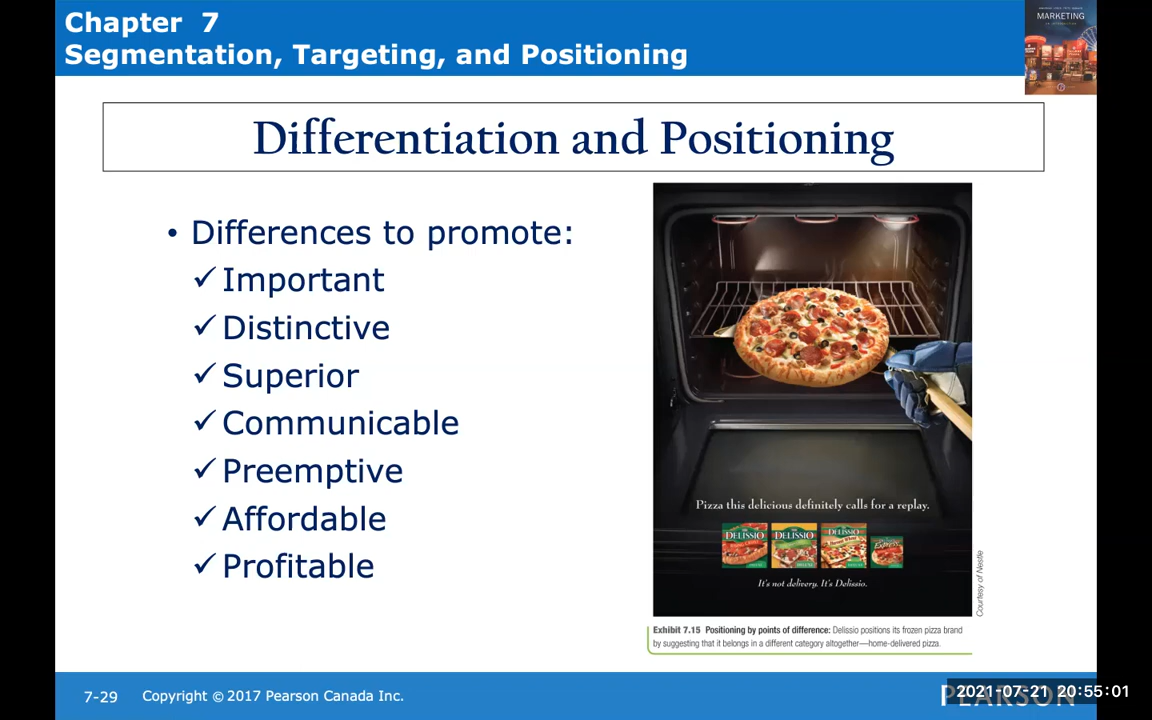 Chapter 7
Segmentation, Targeting, and Positioning
MARKETING
Differentiation and Positioning
• Differences to promote:
✓ Important
✓ Distinctive
✓ Superior
✓ Communicable
✓ Preemptive
✓ Affordable
✓ Profitable
Pizza this delicious definitely calls for a replay.
DELISSIO
DELISSIO
DELISSIO
It's not delivery. It's Delissio.
Courtesy of Nestle
Exhibit 7.15 Positioning by points of difference: Delissio positions its frozen pizza brand
by suggesting that it belongs in a different category altogether—home-delivered pizza.
7-29
Copyright © 2017 Pearson Canada Inc.
PEARSON
2021-07-21 20:55:01